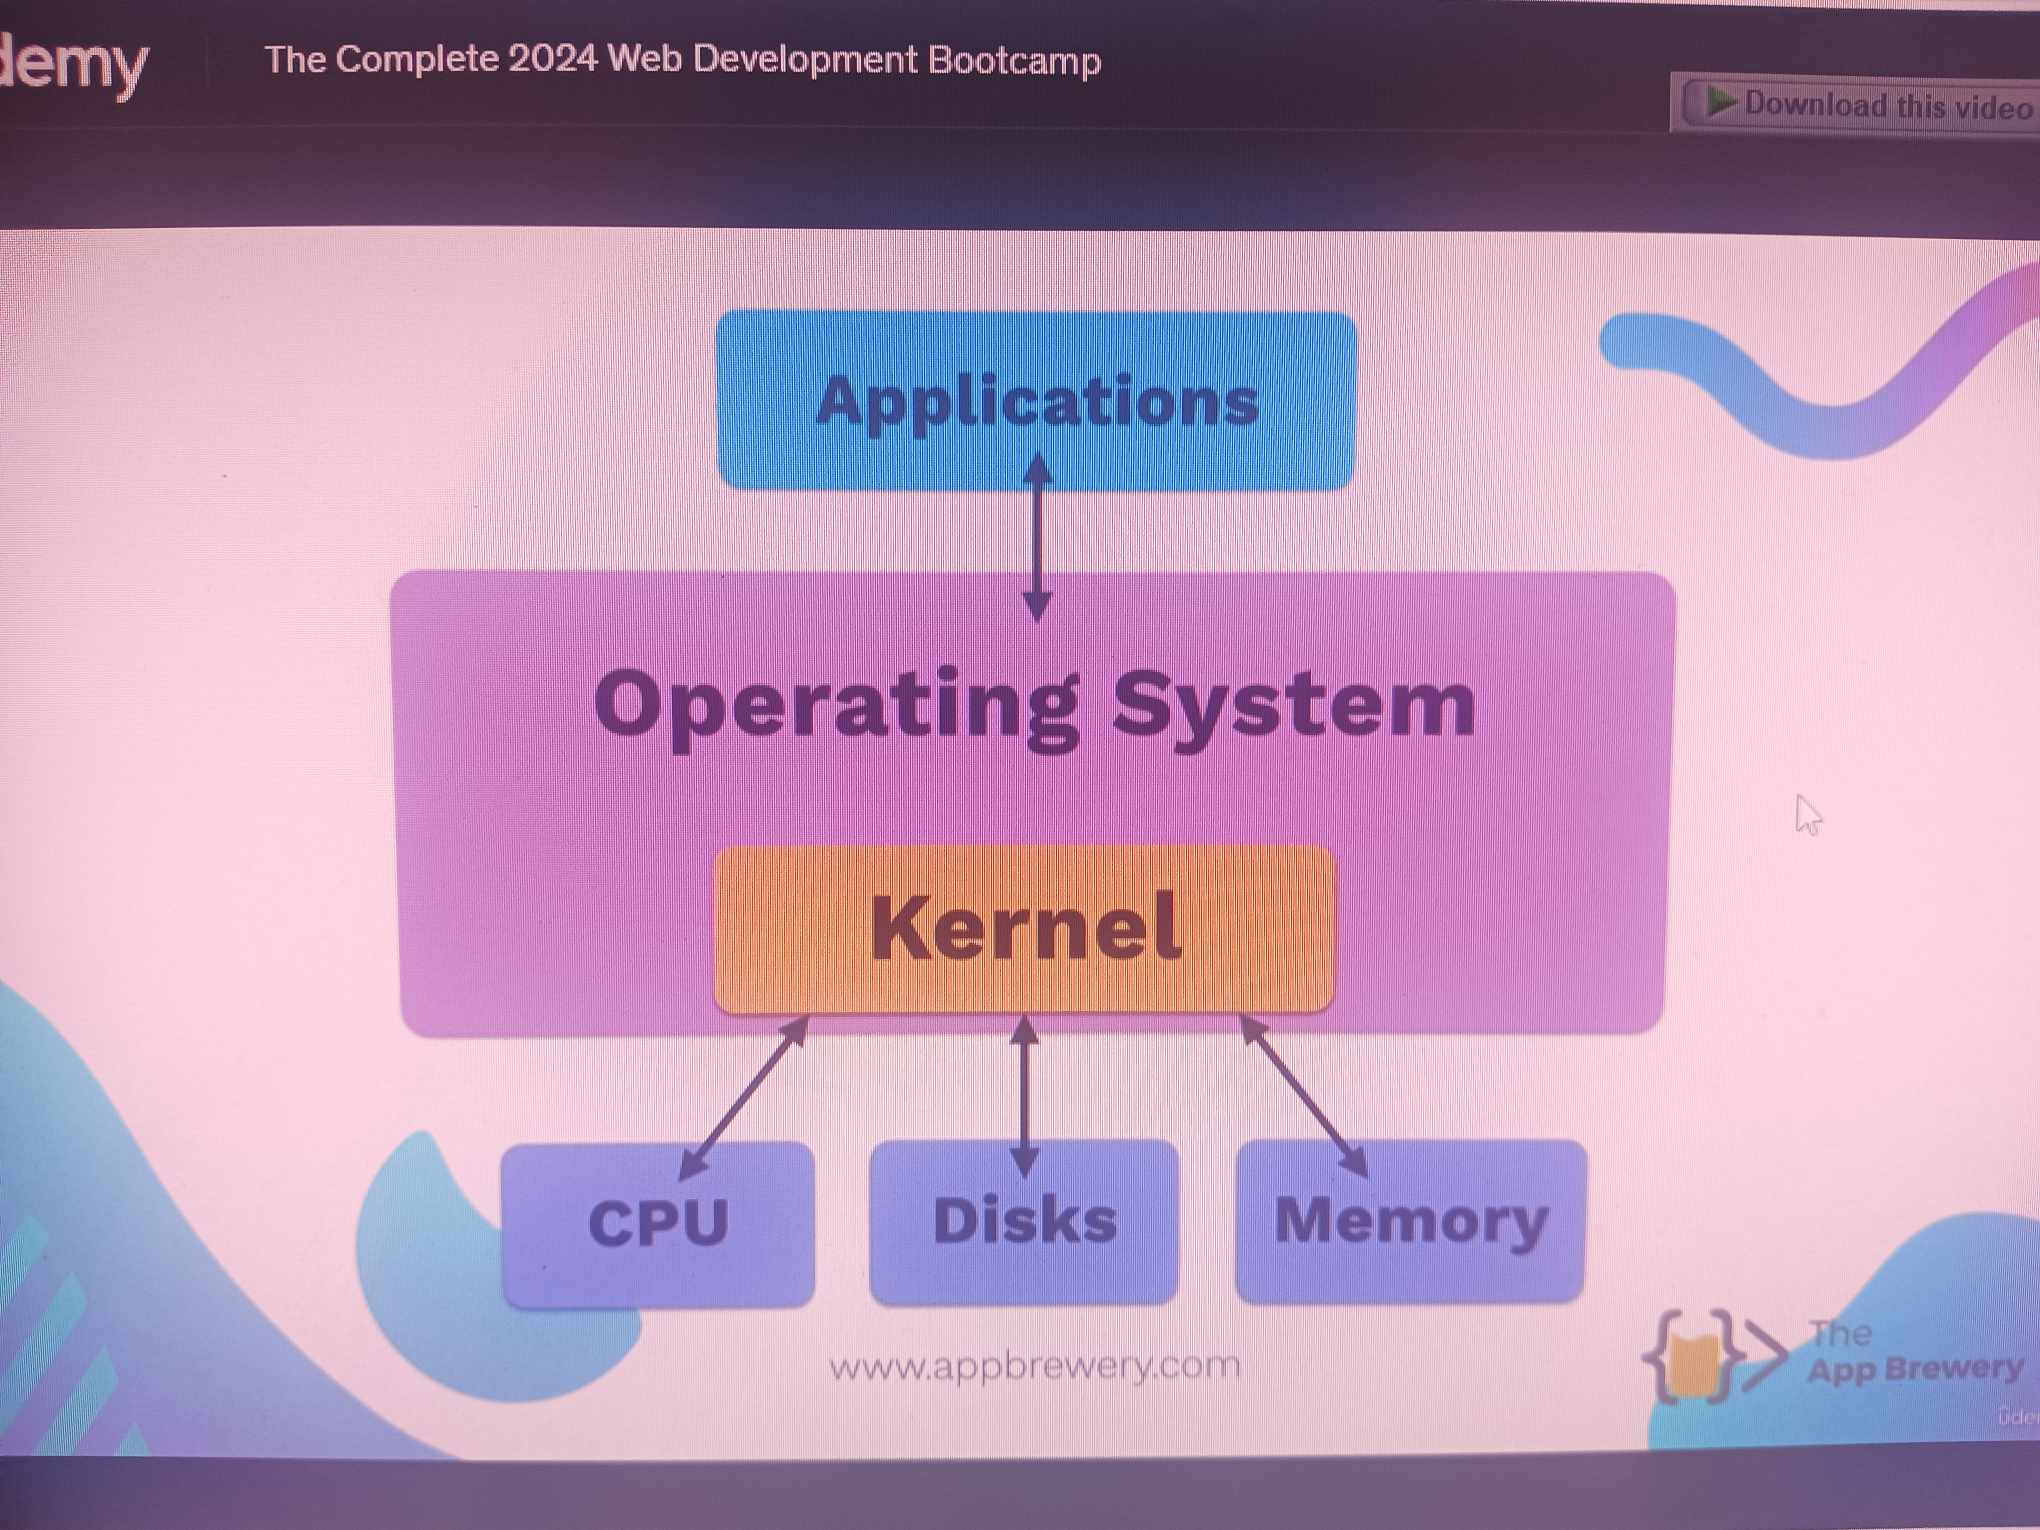 demy
The Complete 2024 Web Development Bootcamp
Download this video
Applications
Operating System
Kernel
CPU
Disks
Memory
www.appbrewery.com
The
App Brewery
ûde